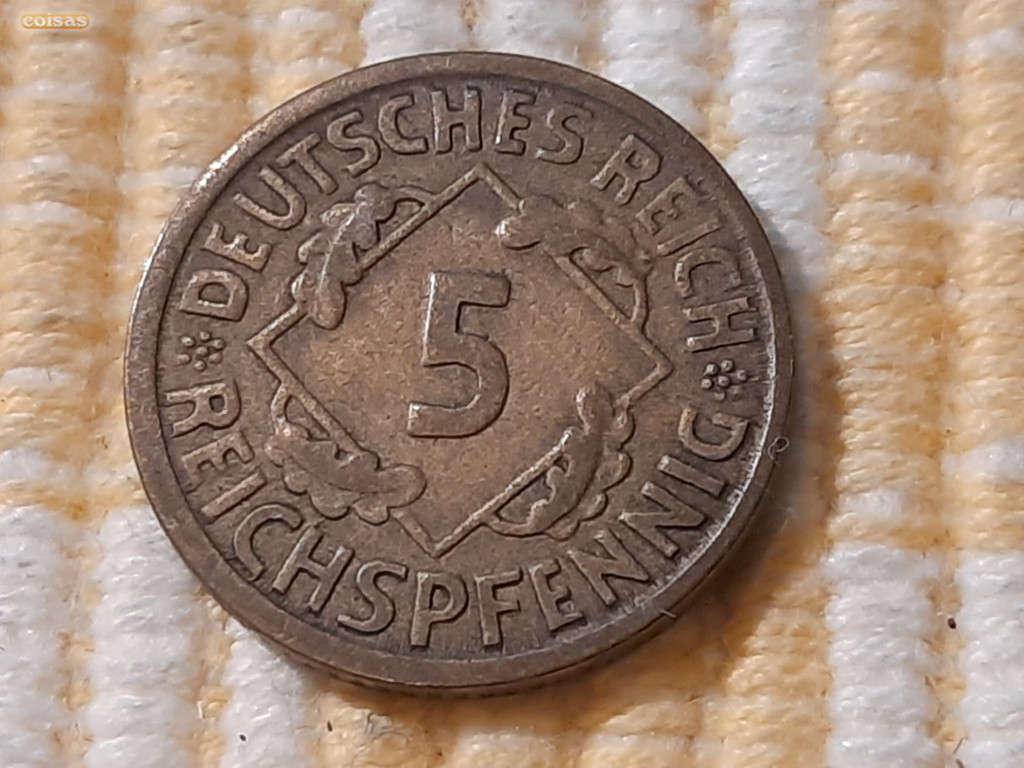 coisas
DEUTSCHES REICH
5
REICHSPFENNIG